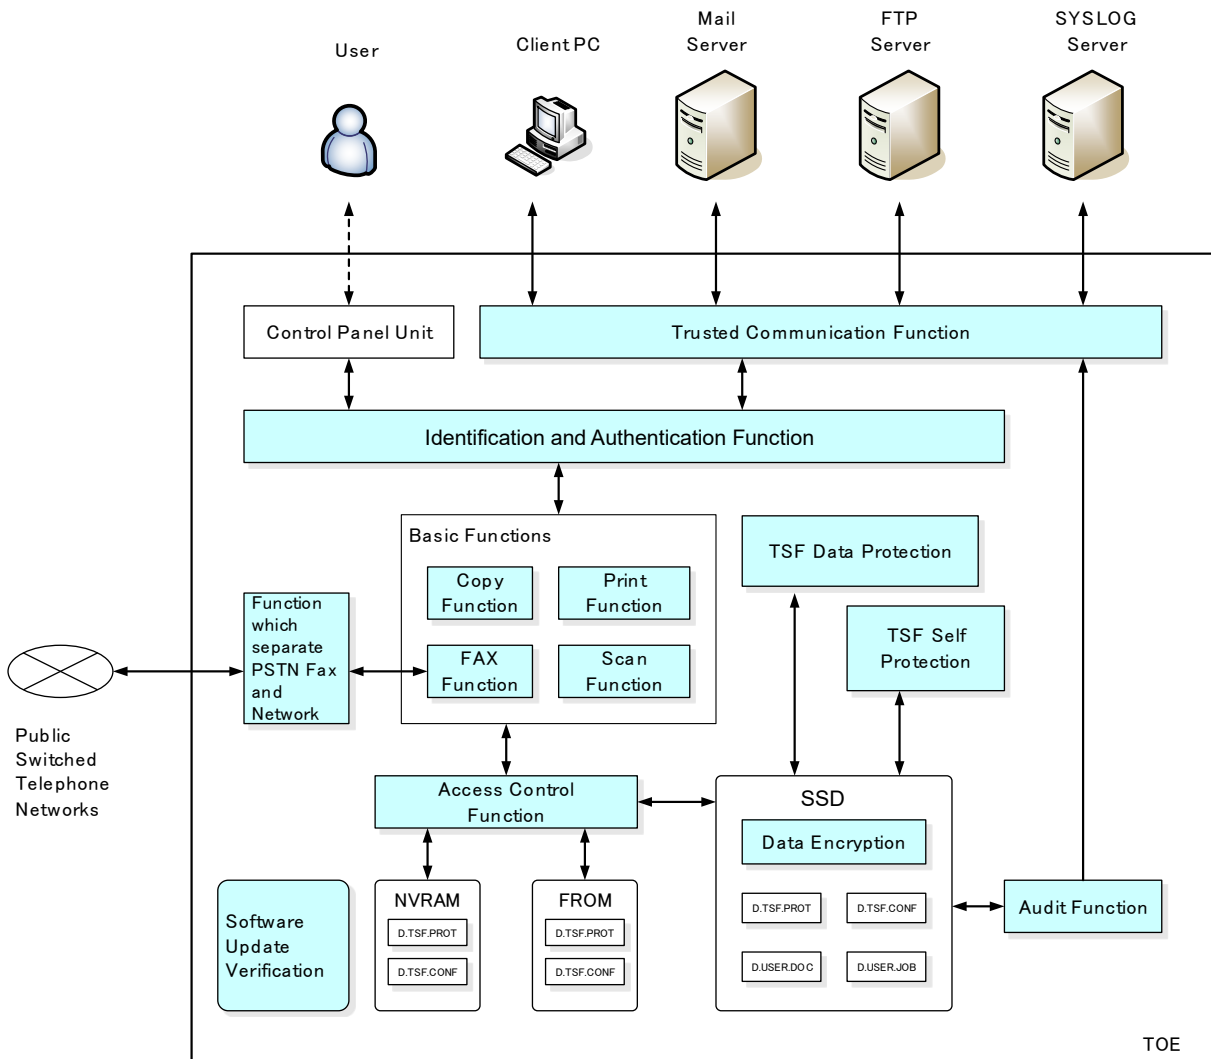 User
Client PC
Mail
Server
FTP
Server
SYSLOG
Server
Control Panel Unit
Trusted Communication Function
Identification and Authentication Function
Basic Functions
Copy
Function
Print
Function
FAX
Function
Scan
Function
TSF Data Protection
TSF Self
Protection
Function
which
separate
PSTN Fax
and
Network
Public
Switched
Telephone
Networks
Access Control
Function
SSD
Data Encryption
D.TSF.PROT
D.TSF.CONF
D.USER.DOC
D.USER.JOB
Audit Function
NVRAM
D.TSF.PROT
D.TSF.CONF
FROM
D.TSF.PROT
D.TSF.CONF
Software
Update
Verification
TOE